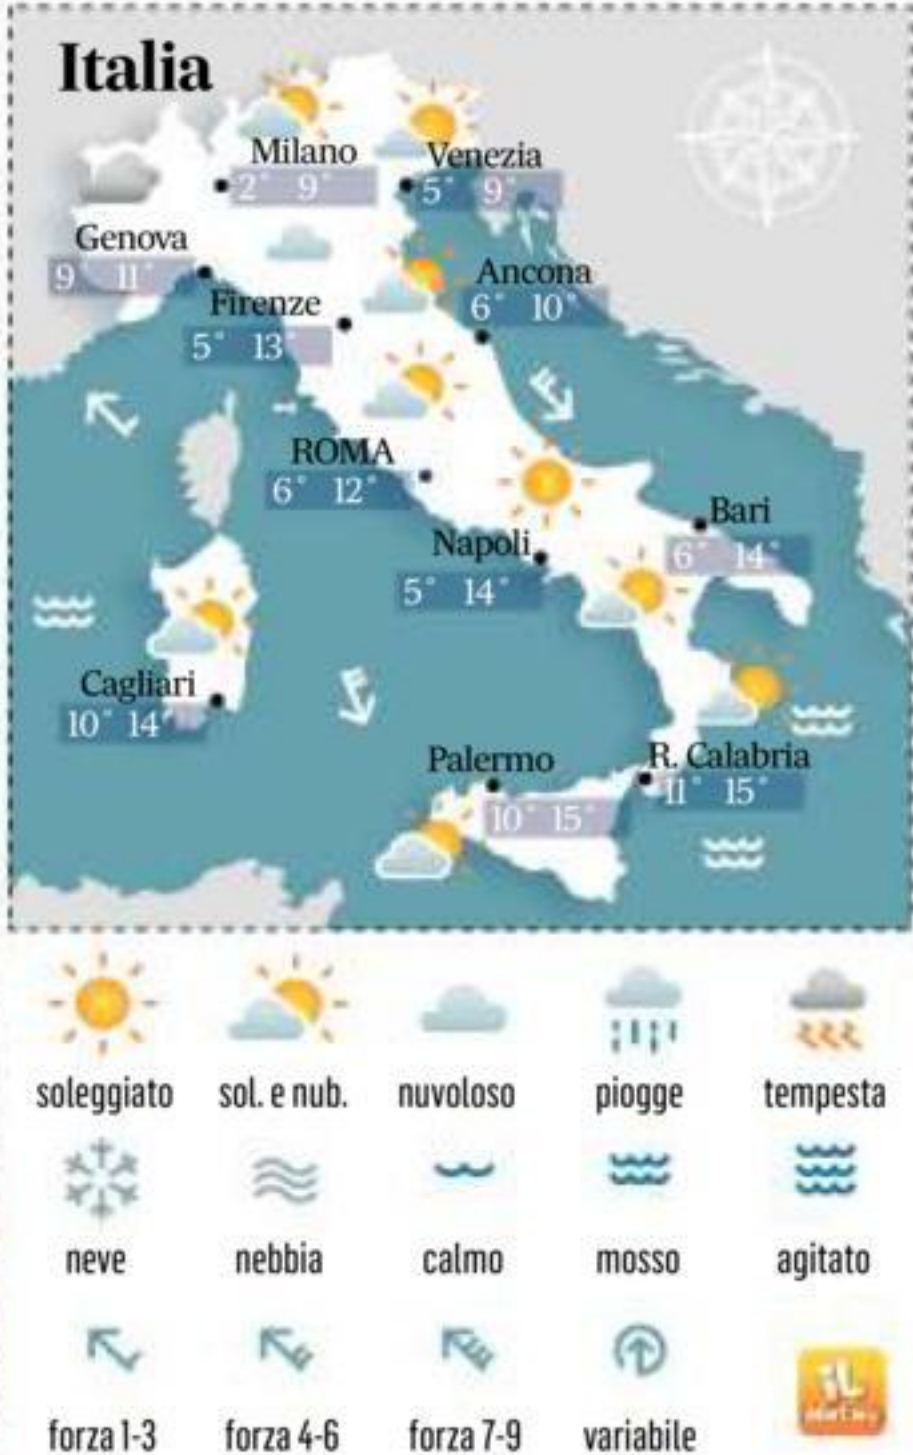 Italia
Milano
2° 9°
Venezia
5° 9°
Genova
9° 11°
Ancona
6° 10°
Firenze
5° 13°
ROMA
6° 12°
Bari
6° 14°
Napoli
5° 14°
Cagliari
10° 14°
Palermo
10° 15°
R. Calabria
11° 15°
soleggiato sol. e nub. nuvoloso piogge tempesta
neve nebbia calmo mosso agitato
forza 1-3 forza 4-6 forza 7-9 variabile
iL